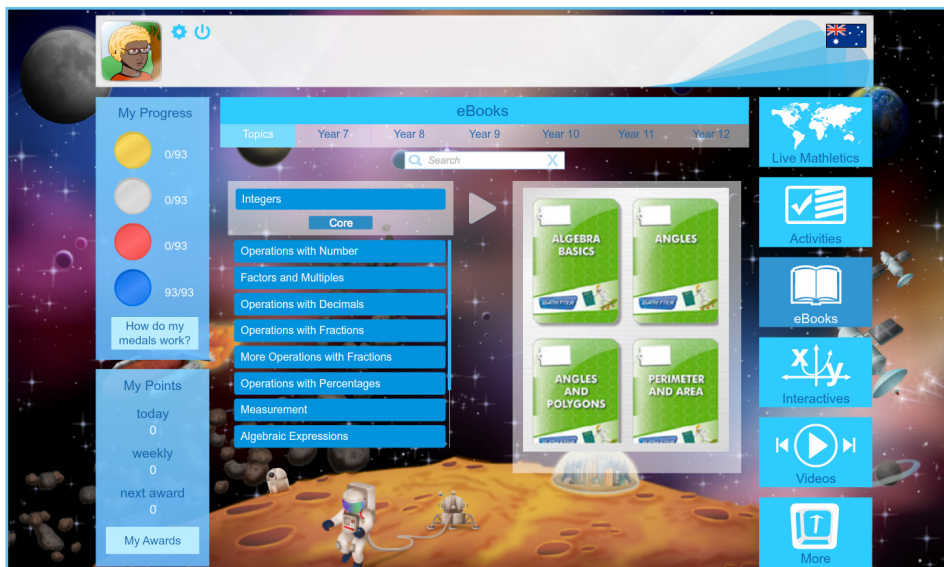 My Progress
0/93
0/93
0/93
93/93
How do my
medals work?
My Points
today
0
weekly
0
next award
0
My Awards
eBooks
Topics Year 7 Year 8 Year 9 Year 10 Year 11 Year 12
Search X
Integers
Core
Operations with Number
Factors and Multiples
Operations with Decimals
Operations with Fractions
More Operations with Fractions
Operations with Percentages
Measurement
Algebraic Expressions
ALGEBRA
BASICS
ANGLES
ANGLES
AND
POLYGONS
PERIMETER
AND AREA
Live Mathletics
Activities
eBooks
x y
Interactives
Videos
T
More